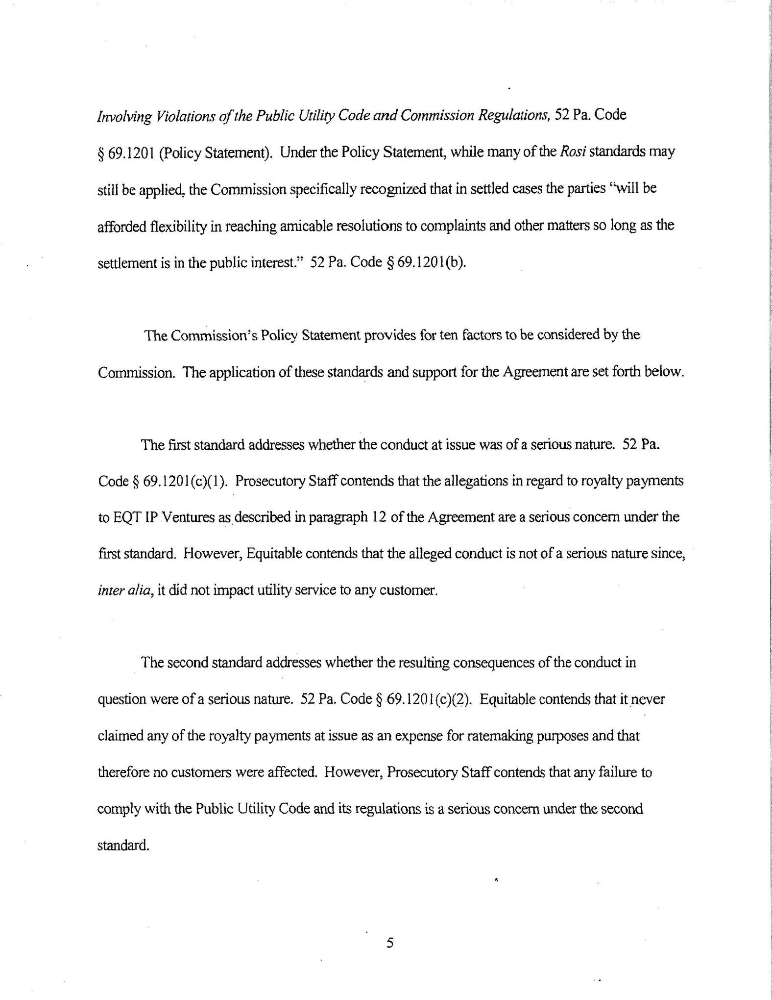 Involving Violations of the Public Utility Code and Commission Regulations, 52 Pa. Code
§ 69.1201 (Policy Statement). Under the Policy Statement, while many of the Rosi standards may
still be applied, the Commission specifically recognized that in settled cases the parties “will be
afforded flexibility in reaching amicable resolutions to complaints and other matters so long as the
settlement is in the public interest.” 52 Pa. Code § 69.1201(b).
The Commission’s Policy Statement provides for ten factors to be considered by the
Commission. The application of these standards and support for the Agreement are set forth below.
The first standard addresses whether the conduct at issue was of a serious nature. 52 Pa.
Code § 69.1201(c)(1). Prosecutory Staff contends that the allegations in regard to royalty payments
to EQT IP Ventures as described in paragraph 12 of the Agreement are a serious concern under the
first standard. However, Equitable contends that the alleged conduct is not of a serious nature since,
inter alia, it did not impact utility service to any customer.
The second standard addresses whether the resulting consequences of the conduct in
question were of a serious nature. 52 Pa. Code § 69.1201(c)(2). Equitable contends that it never
claimed any of the royalty payments at issue as an expense for ratemaking purposes and that
therefore no customers were affected. However, Prosecutory Staff contends that any failure to
comply with the Public Utility Code and its regulations is a serious concern under the second
standard.
5